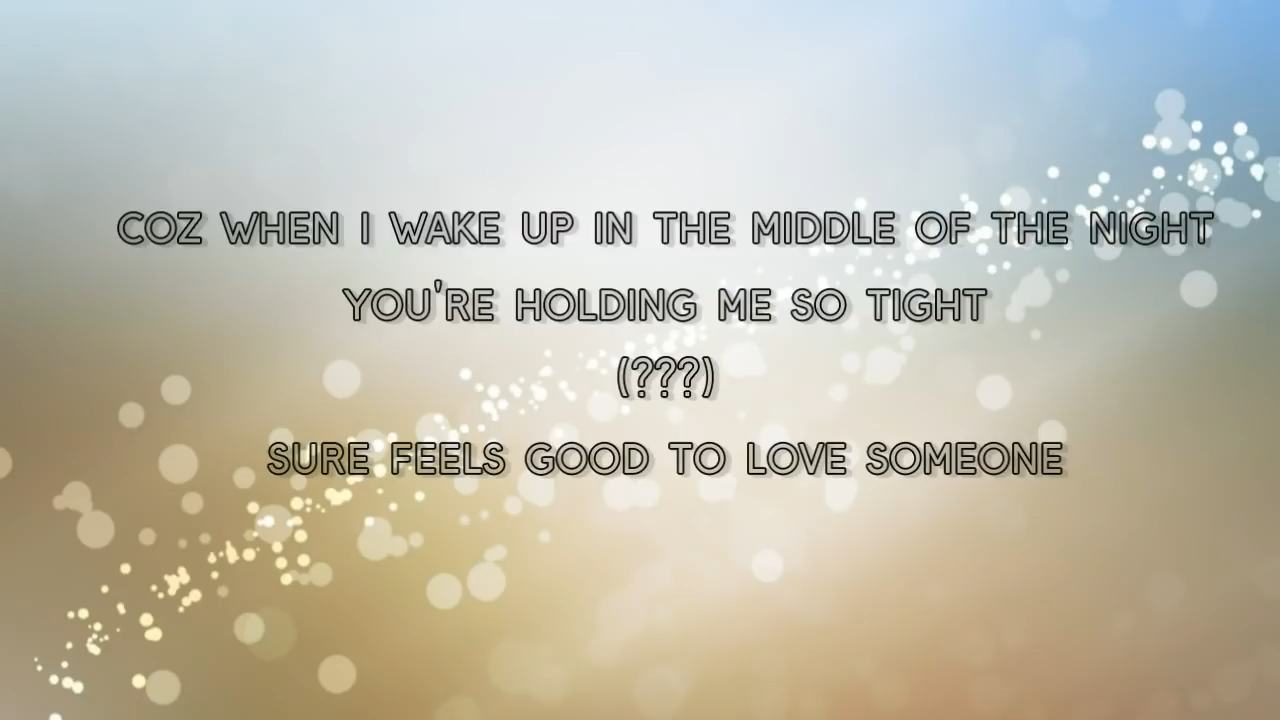 COZ WHEN I WAKE UP IN THE MIDDLE OF THE NIGHT
YOU'RE HOLDING ME SO TIGHT
(???)
SURE FEELS GOOD TO LOVE SOMEONE